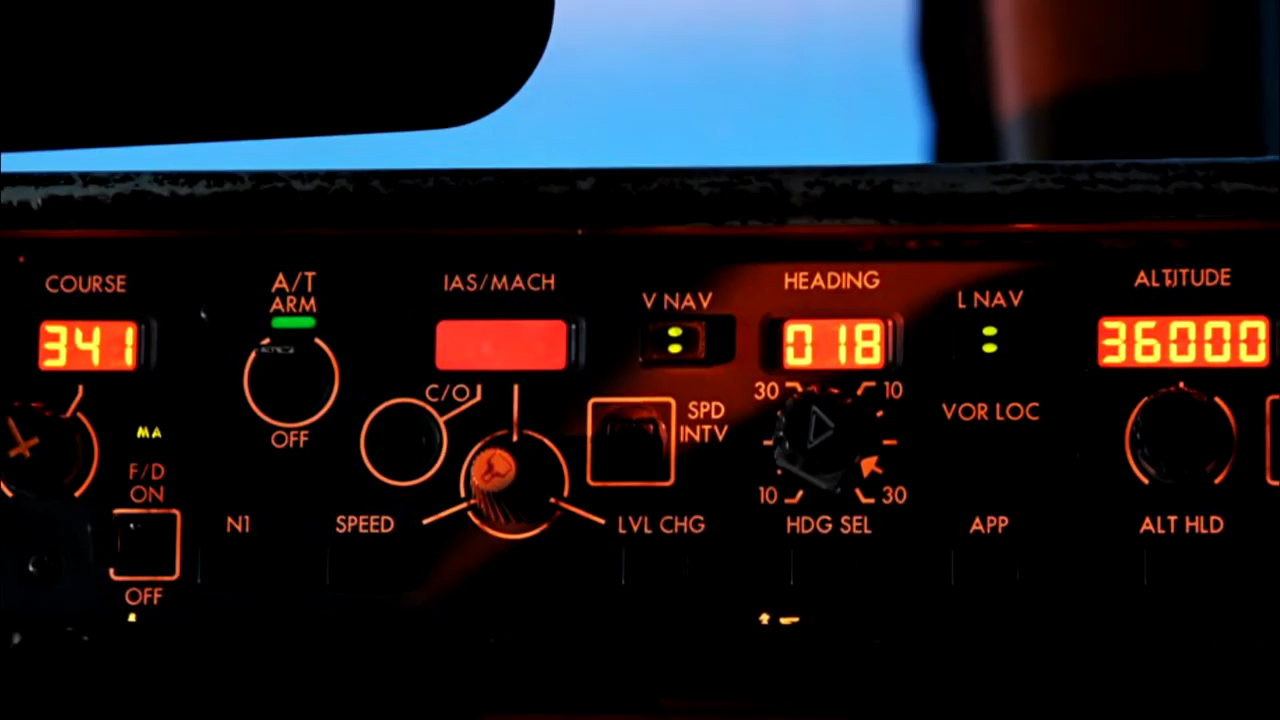 COURSE
341
A/T
ARM
OFF
IAS/MACH
C/O
V NAV
SPD
INTV
HEADING
018
30
10
10
30
HDG SEL
L NAV
VOR LOC
ALTITUDE
36000
MA
F/D
ON
OFF
N1
SPEED
LVL CHG
APP
ALT HLD